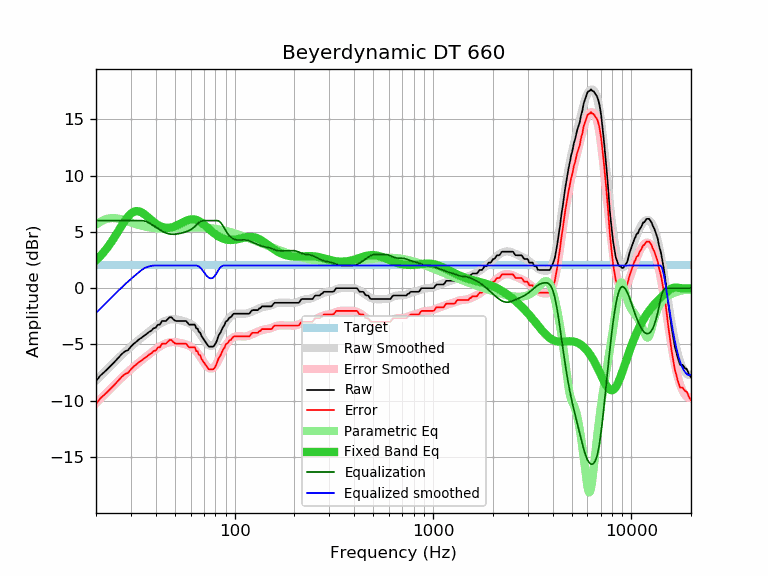 Beyerdynamic DT 660
Amplitude (dBr)
15
10
5
0
−5
−10
−15
Target
Raw Smoothed
Error Smoothed
Raw
Error
Parametric Eq
Fixed Band Eq
Equalization
Equalized smoothed
100
1000
10000
Frequency (Hz)